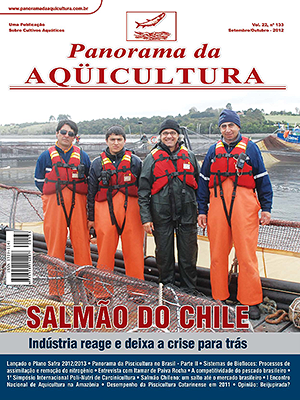 www.panoramadaaquicultura.com.br
Uma Publicação
Sobre Cultivos Aquáticos
Vol. 22, nº 133
Setembro/Outubro - 2012
Panorama da
AQÜICULTURA
SALMÃO DO CHILE
Indústria reage e deixa a crise para trás
Lançado o Plano Safra 2012/2013 • Panorama da Piscicultura no Brasil - Parte II • Sistemas de Bioflocos: Processos de
assimilação e remoção do nitrogênio • Entrevista com Itamar de Paiva Rocha • A competitividade do pescado brasileiro •
1º Simpósio Internacional Poli-Nutri de Carcinicultura • Salmão Chileno: um salto até o mercado brasileiro • I Encontro
Nacional de Aquicultura na Amazônia • Desempenho da Piscicultura Catarinense em 2011 • Opinião: Beijupirada?